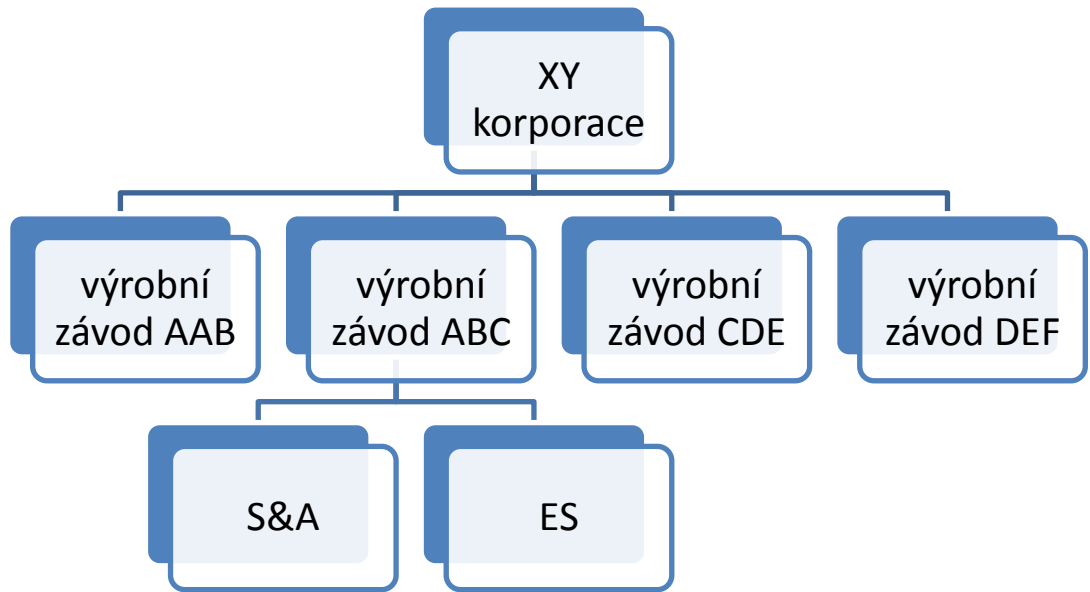 XY
korporace
výrobní
závod AAB
výrobní
závod ABC
výrobní
závod CDE
výrobní
závod DEF
S&A
ES